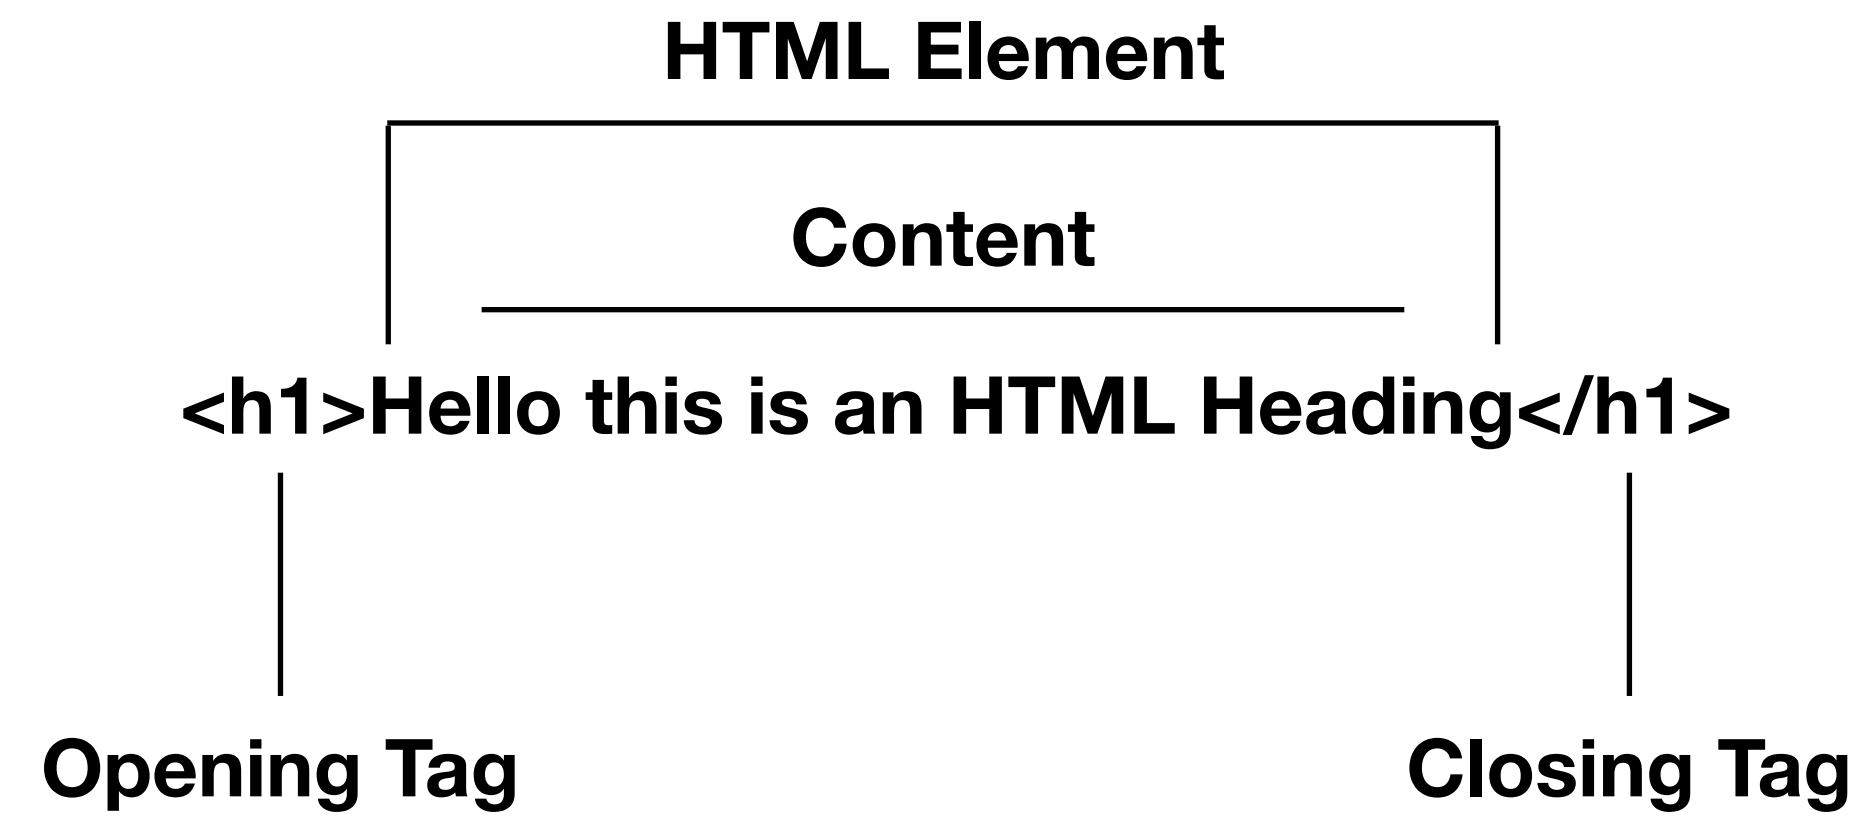 HTML Element
Content
<h1>Hello this is an HTML Heading</h1>
Opening Tag
Closing Tag